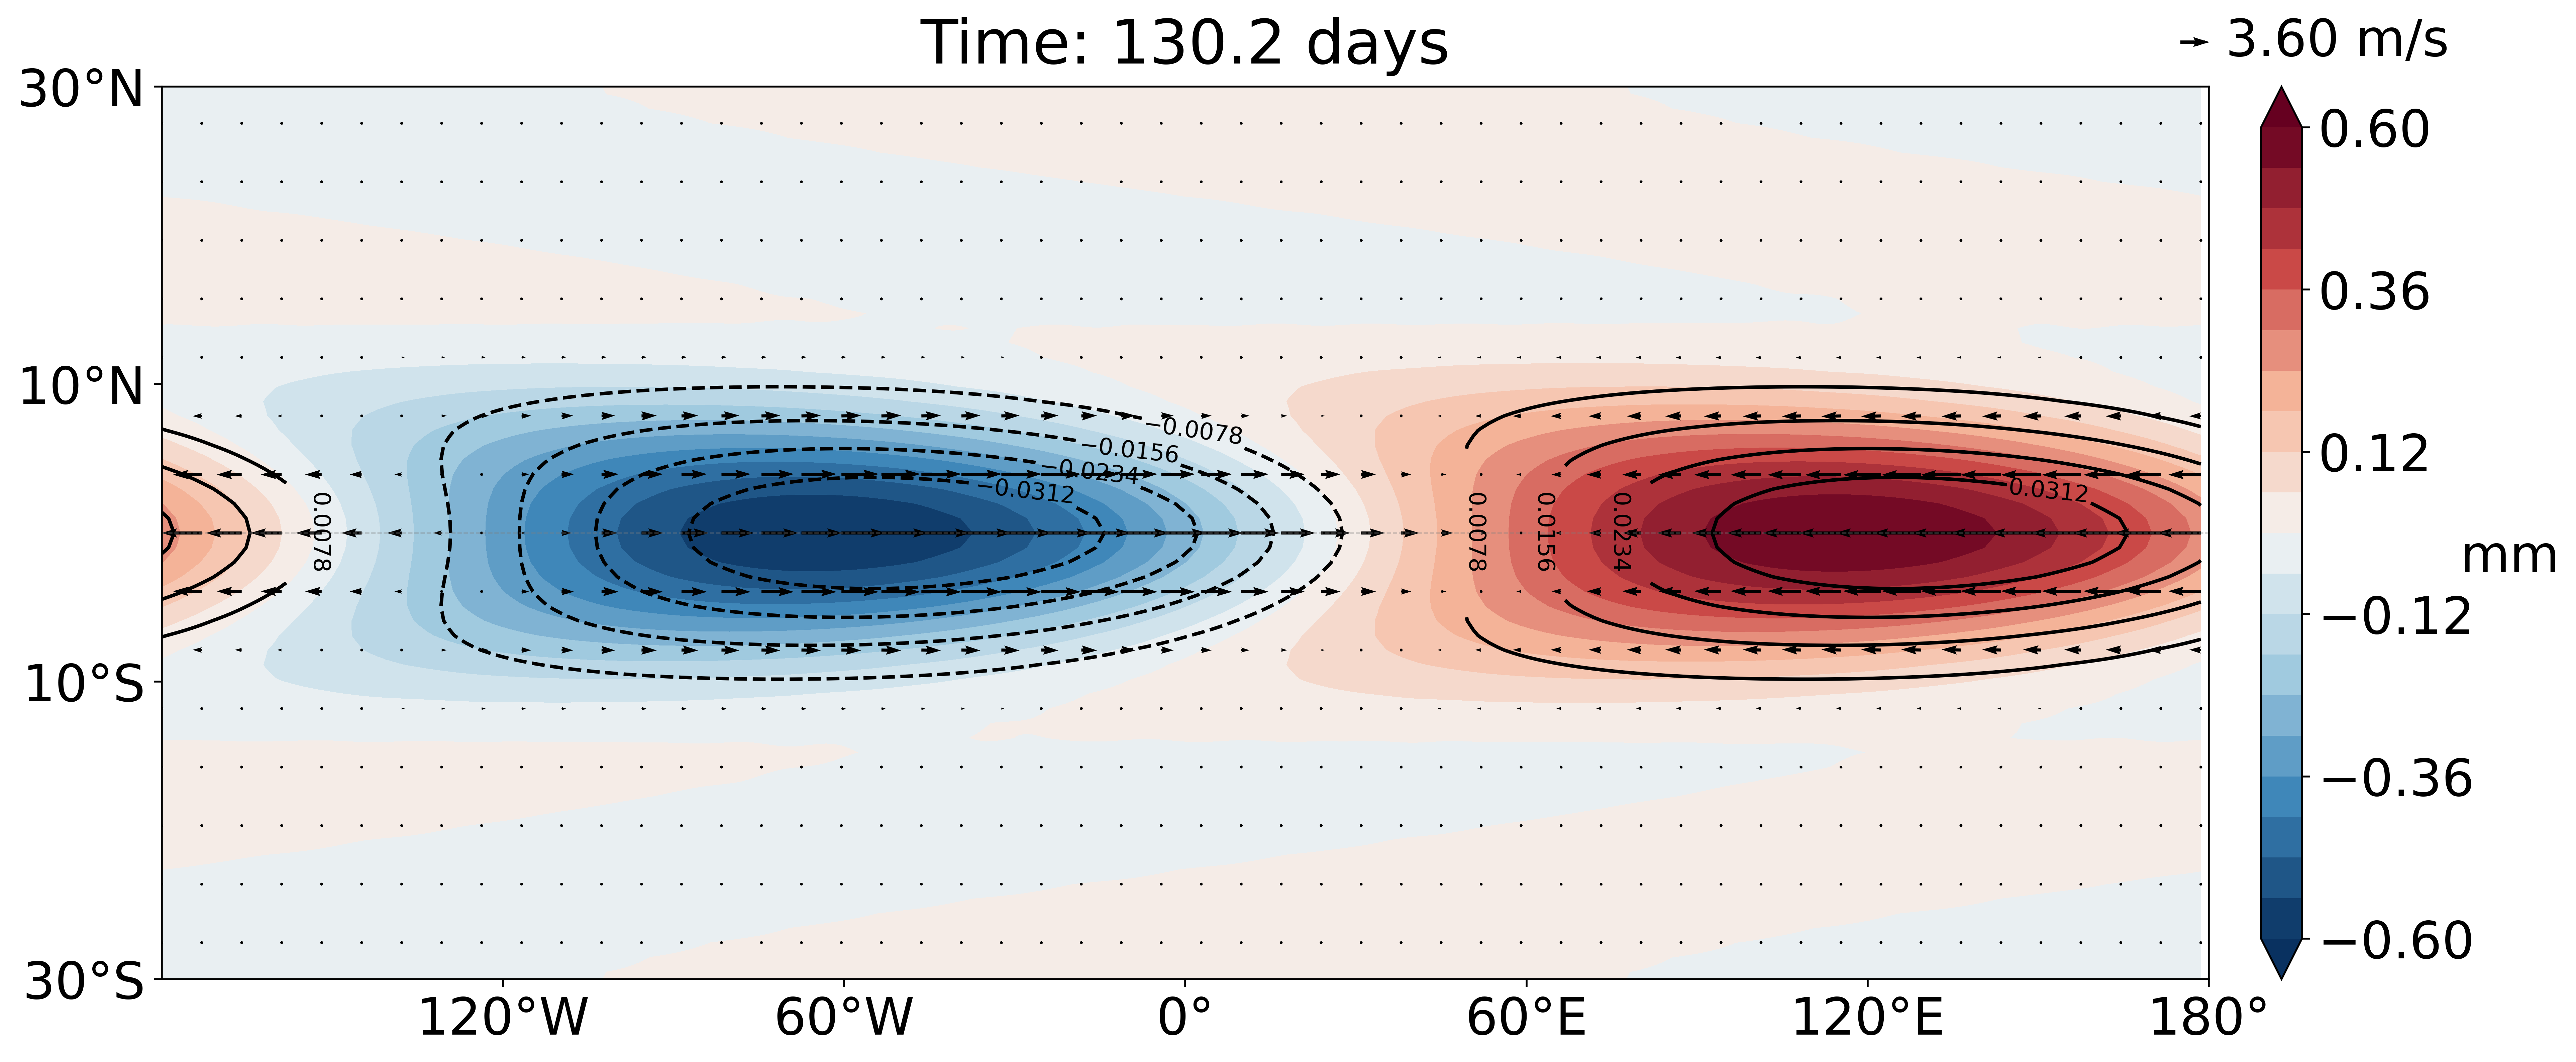 Time: 130.2 days
3.60 m/s
30°N
10°N
10°S
30°S
120°W
60°W
0°
60°E
120°E
180°
0.60
0.36
0.12
−0.12
−0.36
−0.60
mm
0.0078
−0.0078
−0.0156
−0.0234
−0.0312
0.0078
0.0156
0.0234
0.0312